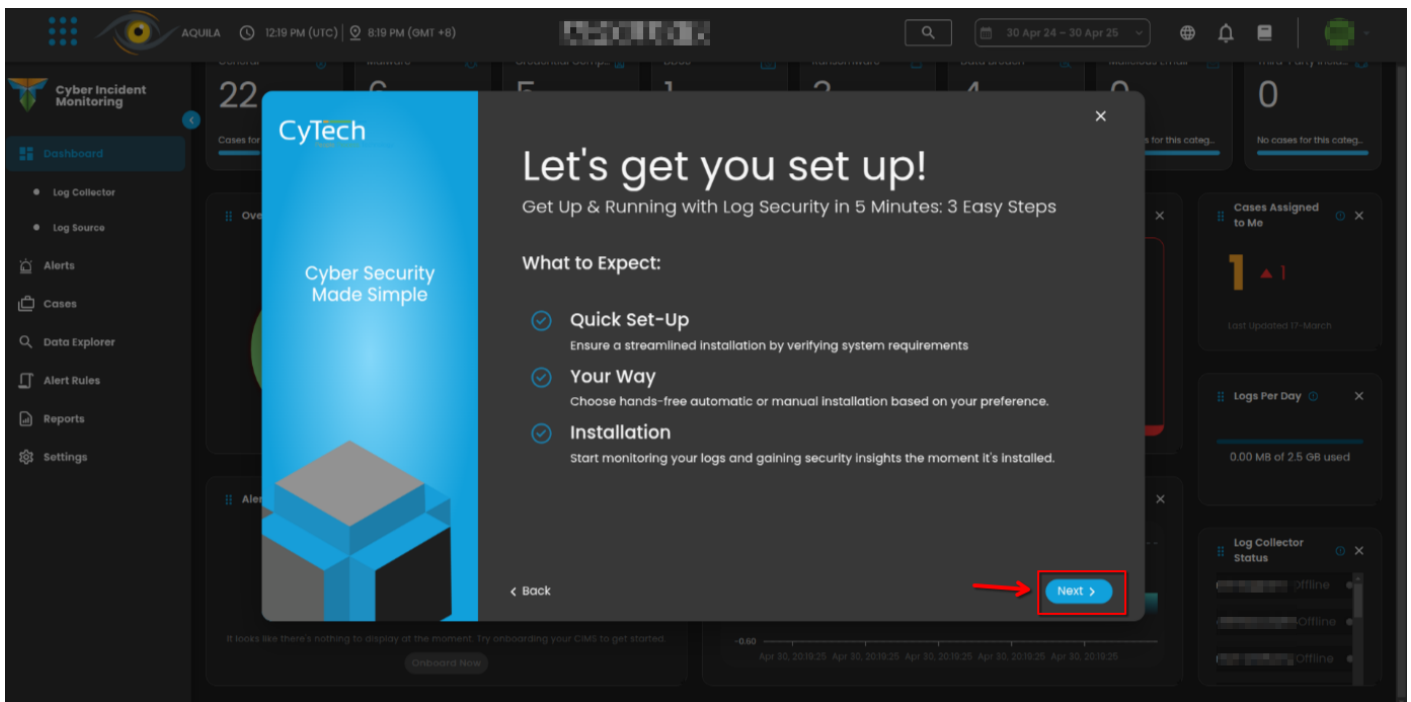 AQUILA
12:19 PM (UTC)
8:19 PM (GMT +8)
30 Apr 24 – 30 Apr 25
Cyber Incident
Monitoring
Dashboard
Log Collector
Log Source
Alerts
Cases
Data Explorer
Alert Rules
Reports
Settings
22
0
Cases for
s for this categ...
No cases for this categ...
Ove
Aler
CyTech
Cyber Security
Made Simple
Let's get you set up!
Get Up & Running with Log Security in 5 Minutes: 3 Easy Steps
What to Expect:
Quick Set-Up
Ensure a streamlined installation by verifying system requirements
Your Way
Choose hands-free automatic or manual installation based on your preference.
Installation
Start monitoring your logs and gaining security insights the moment it's installed.
Back
Next
Cases Assigned
to Me
1
1
Last Updated 17-March
Logs Per Day
0.00 MB of 2.5 GB used
Log Collector
Status
Offline
Offline
Offline
It looks like there's nothing to display at the moment. Try onboarding your CIMS to get started.
Onboard Now
-0.60
Apr 30, 20:19:25 Apr 30, 20:19:25 Apr 30, 20:19:25 Apr 30, 20:19:25 Apr 30, 20:19:25